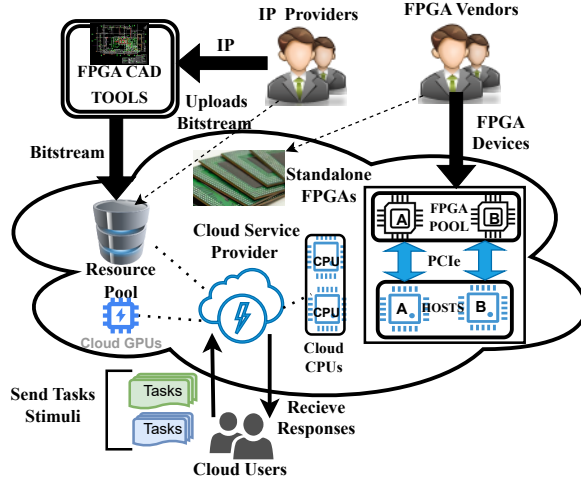 IP Providers
FPGA Vendors
IP
FPGA CAD
TOOLS
Uploads
Bitstream
FPGA
Devices
Bitstream
Standalone
FPGAs
A
FPGA
POOL
B
Cloud Service
Provider
CPU
PCIe
Resource
Pool
CPU
A
HOSTS
B
Cloud GPUs
Cloud
CPUs
Send Tasks
Stimuli
Tasks
Tasks
Recieve
Responses
Cloud Users